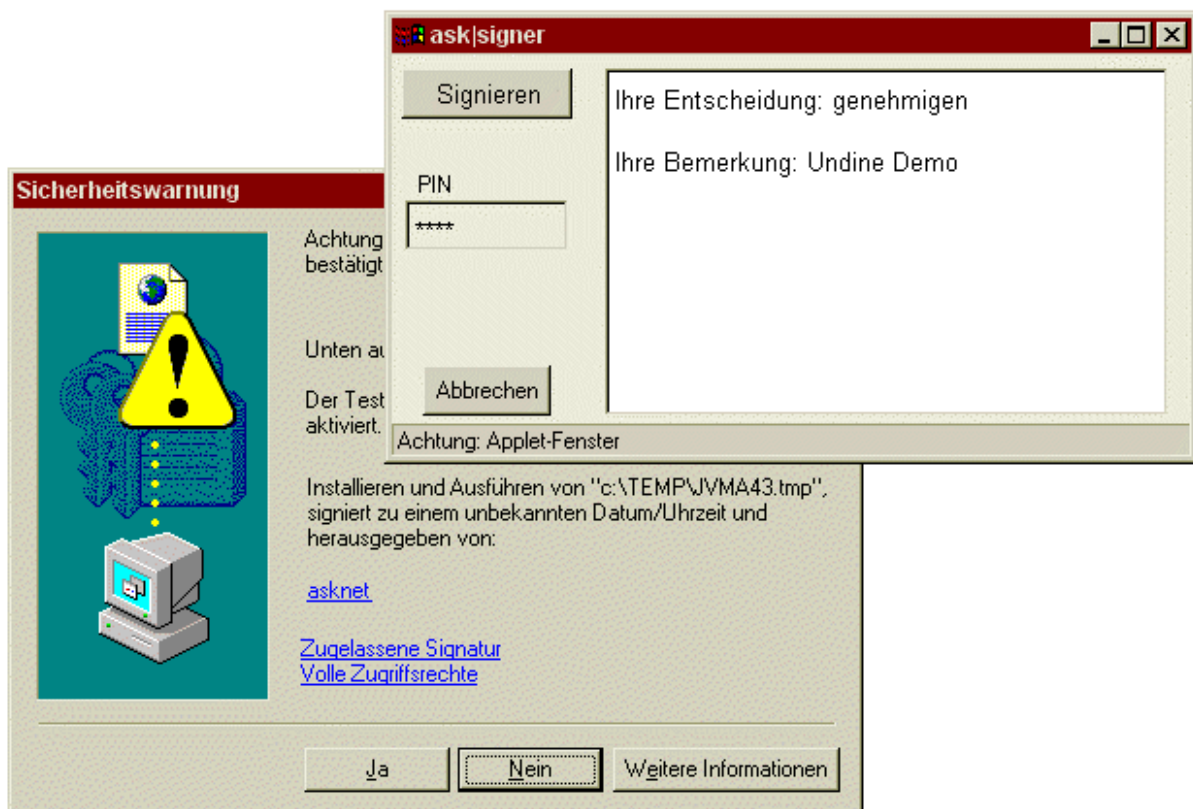 ask|signer
Signieren
Ihre Entscheidung: genehmigen
Ihre Bemerkung: Undine Demo
PIN
****
Abbrechen
Achtung: Applet-Fenster
Sicherheitswarnung
Achtung
bestätigt
Unten
Der Test
aktiviert.
Installieren und Ausführen von "c:\TEMP\JVMA43.tmp",
signiert zu einem unbekannten Datum/Uhrzeit und
herausgegeben von:
asknet
Zugelassene Signatur
Volle Zugriffsrechte
Ja
Nein
Weitere Informationen